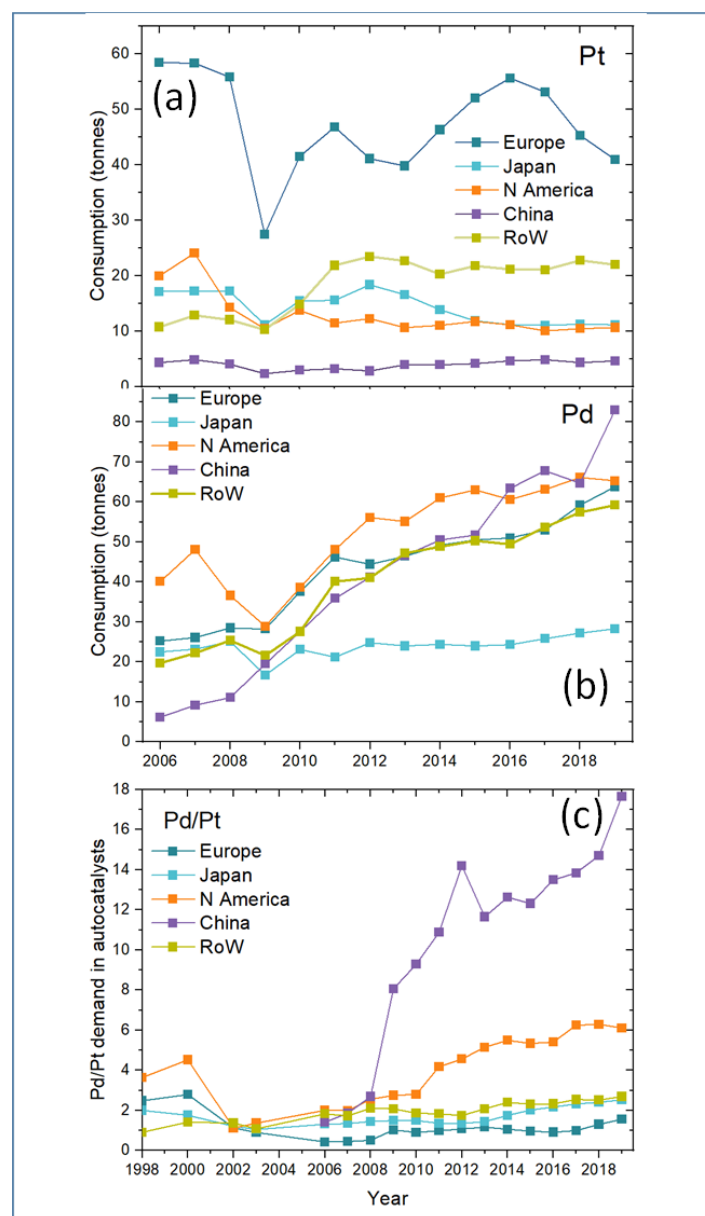 Pt
(a)
60
50
40
30
20
10
0
Consumption (tonnes)
Europe
Japan
N America
China
RoW
Pd
(b)
80
70
60
50
40
30
20
10
0
Consumption (tonnes)
Europe
Japan
N America
China
RoW
2006 2008 2010 2012 2014 2016 2018
Pd/Pt
(c)
18
16
14
12
10
8
6
4
2
0
Pd/Pt demand in autocatalysts
Europe
Japan
N America
China
RoW
1998 2000 2002 2004 2006 2008 2010 2012 2014 2016 2018
Year